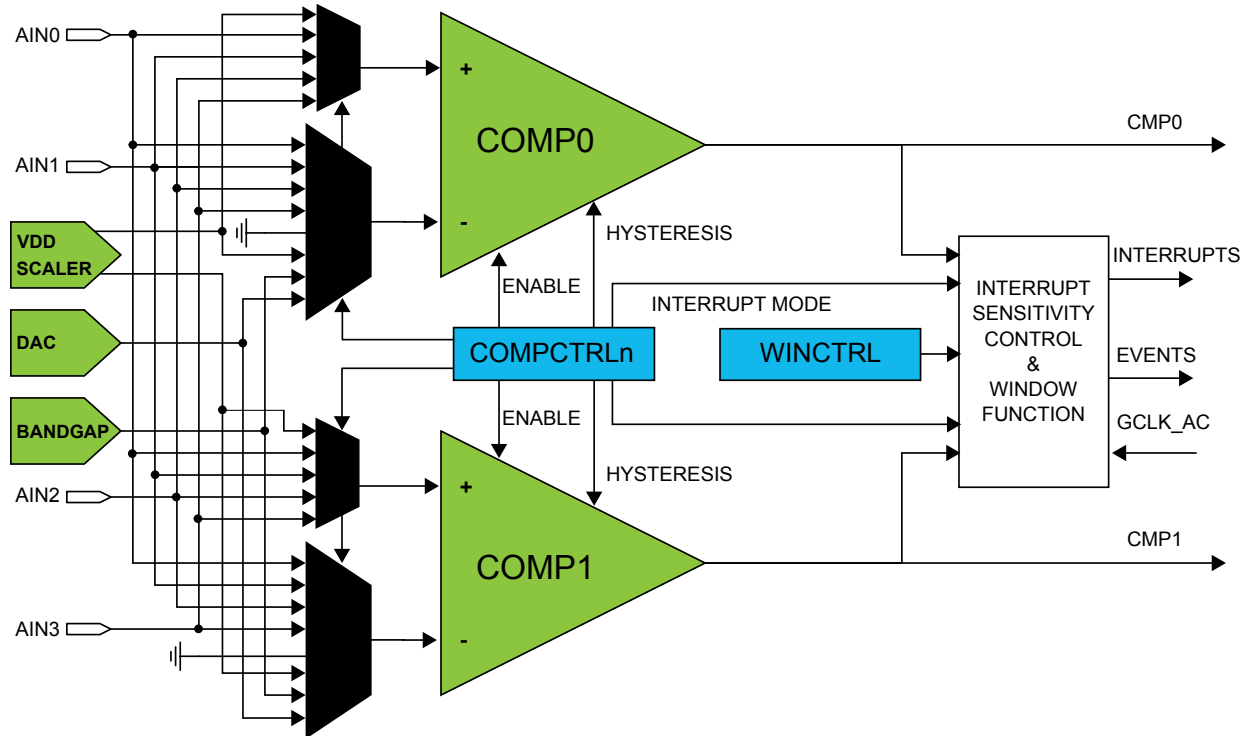 AIN0
+
COMP0
-
CMP0
AIN1
VDD
SCALER
HYSTERESIS
ENABLE
INTERRUPT MODE
INTERRUPT
SENSITIVITY
CONTROL
&
WINDOW
FUNCTION
INTERRUPTS
DAC
COMPCTRLn
WINCTRL
EVENTS
BANDGAP
ENABLE
GCLK_AC
HYSTERESIS
AIN2
+
COMP1
-
CMP1
AIN3